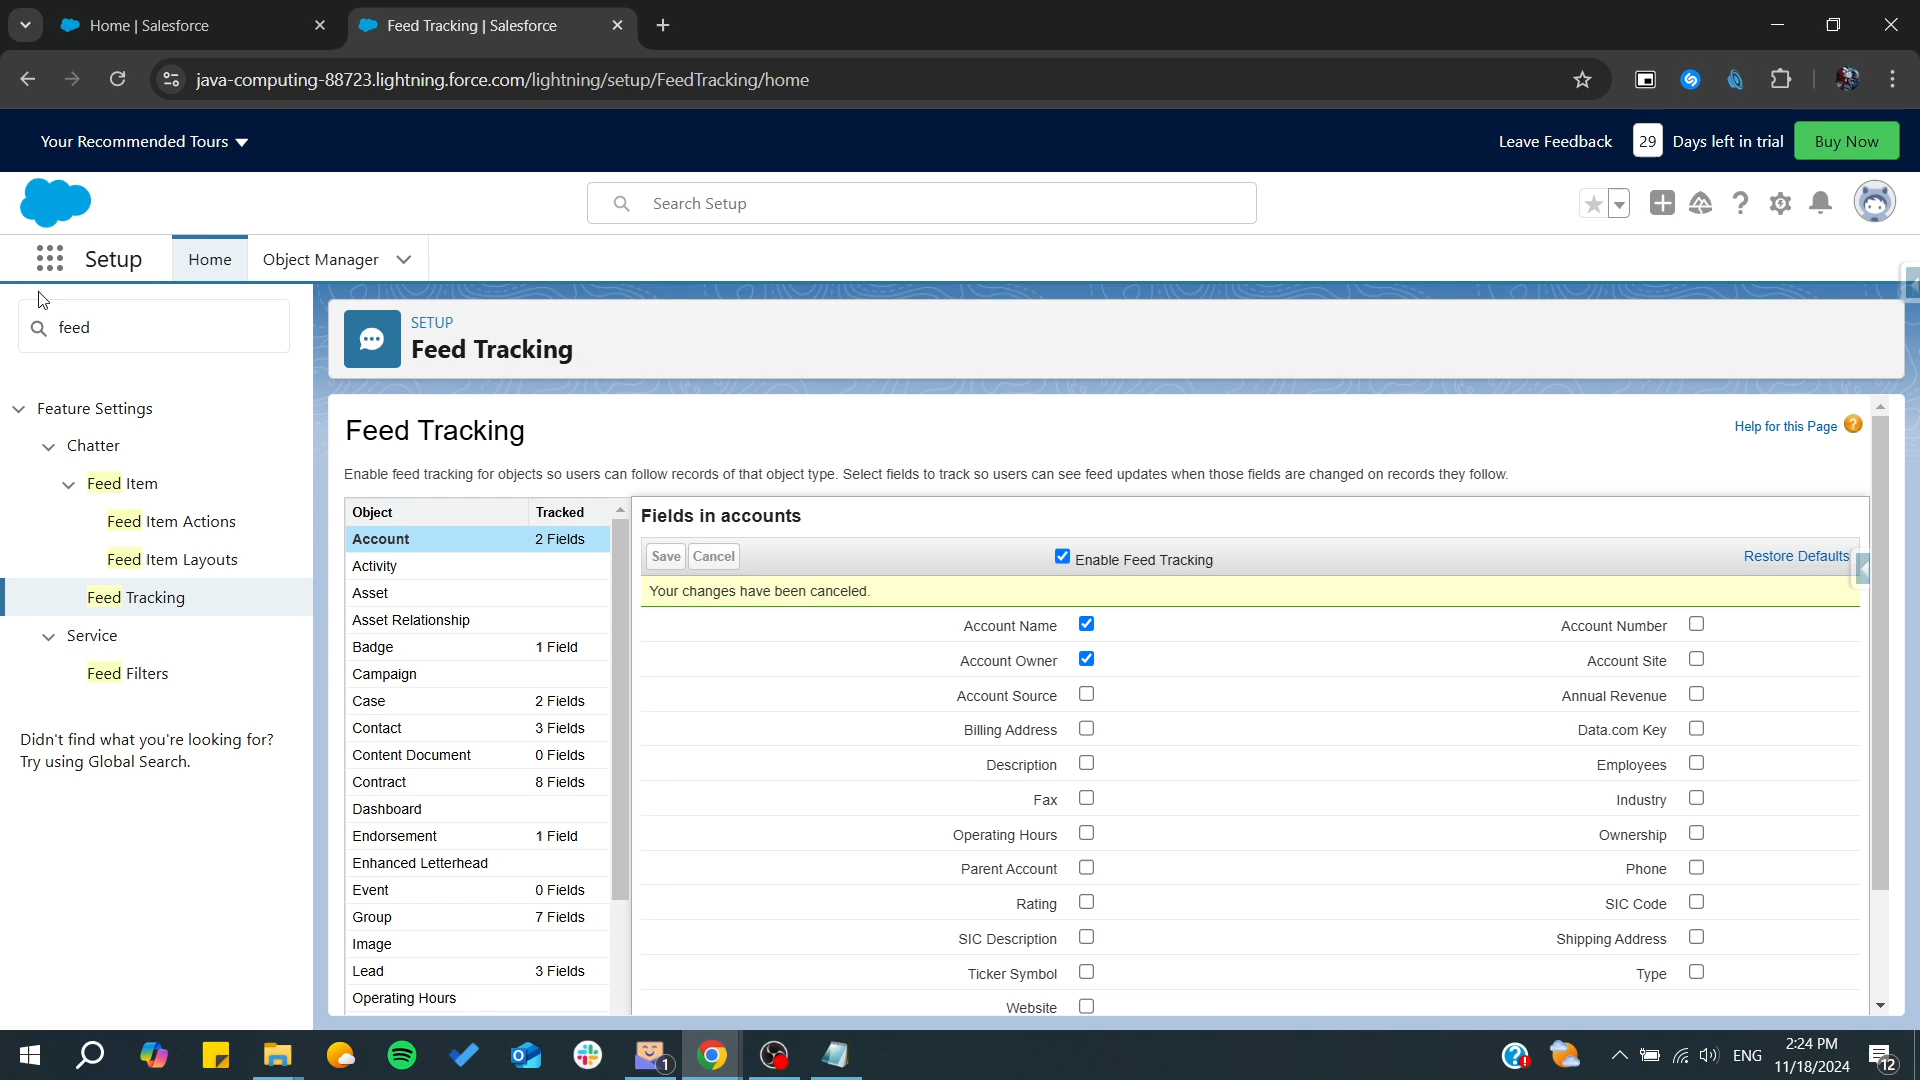 Home | Salesforce
Feed Tracking | Salesforce
java-computing-88723.lightning.force.com/lightning/setup/FeedTracking/home
Your Recommended Tours
Leave Feedback
29 Days left in trial
Buy Now
Search Setup
Setup
Home
Object Manager
feed
Feature Settings
Chatter
Feed Item
Feed Item Actions
Feed Item Layouts
Feed Tracking
Service
Feed Filters
Didn't find what you're looking for?
Try using Global Search.
SETUP
Feed Tracking
Feed Tracking
Help for this Page
Enable feed tracking for objects so users can follow records of that object type. Select fields to track so users can see feed updates when those fields are changed on records they follow.
Object Tracked
Account 2 Fields
Activity
Asset
Asset Relationship
Badge 1 Field
Campaign
Case 2 Fields
Contact 3 Fields
Content Document 0 Fields
Contract 8 Fields
Dashboard
Endorsement 1 Field
Enhanced Letterhead
Event 0 Fields
Group 7 Fields
Image
Lead 3 Fields
Operating Hours
Fields in accounts
Save Cancel Enable Feed Tracking Restore Defaults
Your changes have been canceled.
Account Name Account Number
Account Owner Account Site
Account Source Annual Revenue
Billing Address Data.com Key
Description Employees
Fax Industry
Operating Hours Ownership
Parent Account Phone
Rating SIC Code
SIC Description Shipping Address
Ticker Symbol Type
Website
1
ENG
2:24 PM
11/18/2024
12